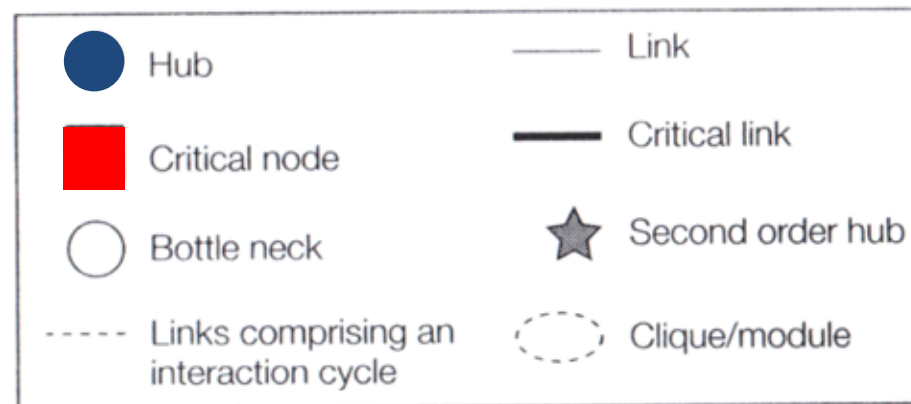 Hub
Link
Critical node
Critical link
Bottle neck
Second order hub
Links comprising an
interaction cycle
Clique/module